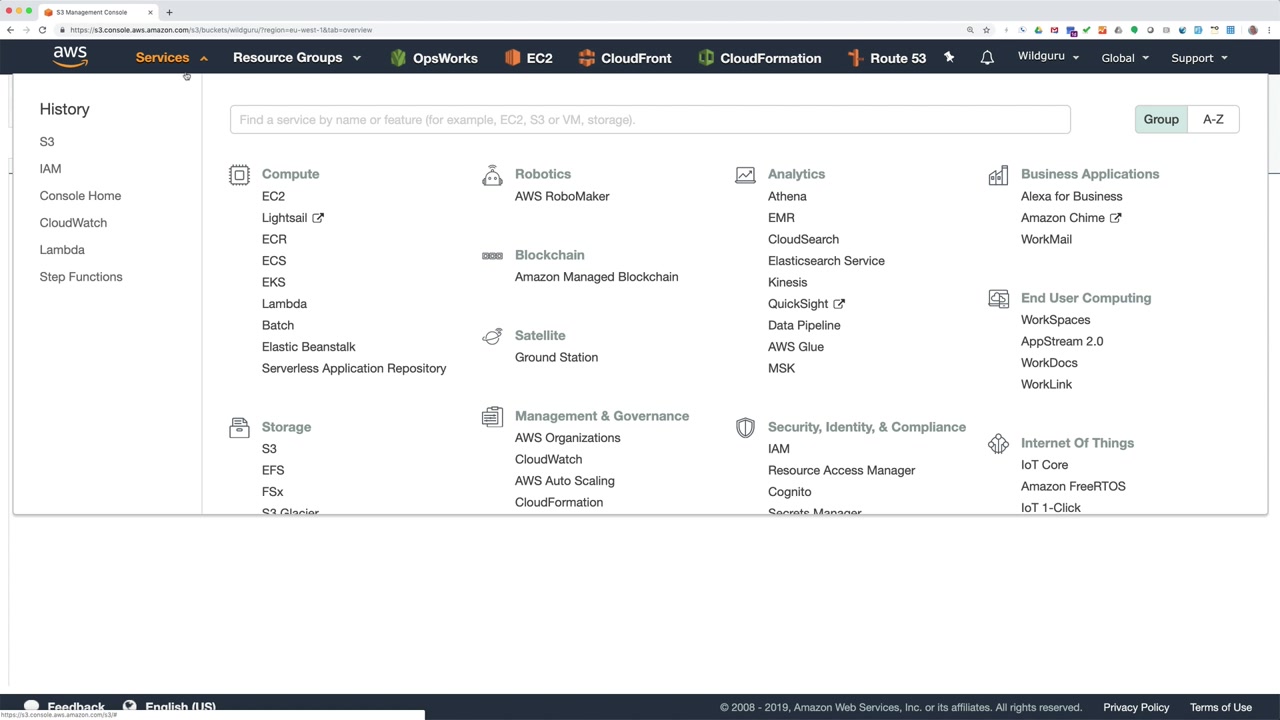 S3 Management Console
https://s3.console.aws.amazon.com/s3/buckets/wildguru/?region=eu-west-1&tab=overview
aws
Services
Resource Groups
OpsWorks
EC2
CloudFront
CloudFormation
Route 53
Wildguru
Global
Support
History
S3
IAM
Console Home
CloudWatch
Lambda
Step Functions
Find a service by name or feature (for example, EC2, S3 or VM, storage).
Group
A-Z
Compute
EC2
Lightsail
ECR
ECS
EKS
Lambda
Batch
Elastic Beanstalk
Serverless Application Repository
Storage
S3
EFS
FSx
S3 Glacier
Robotics
AWS RoboMaker
Blockchain
Amazon Managed Blockchain
Satellite
Ground Station
Management & Governance
AWS Organizations
CloudWatch
AWS Auto Scaling
CloudFormation
Analytics
Athena
EMR
CloudSearch
Elasticsearch Service
Kinesis
QuickSight
Data Pipeline
AWS Glue
MSK
Security, Identity, & Compliance
IAM
Resource Access Manager
Cognito
Secrets Manager
Business Applications
Alexa for Business
Amazon Chime
WorkMail
End User Computing
WorkSpaces
AppStream 2.0
WorkDocs
WorkLink
Internet Of Things
IoT Core
Amazon FreeRTOS
IoT 1-Click
Feedback
English (US)
© 2008 - 2019, Amazon Web Services, Inc. or its affiliates. All rights reserved.
Privacy Policy
Terms of Use
https://s3.console.aws.amazon.com/s3/#